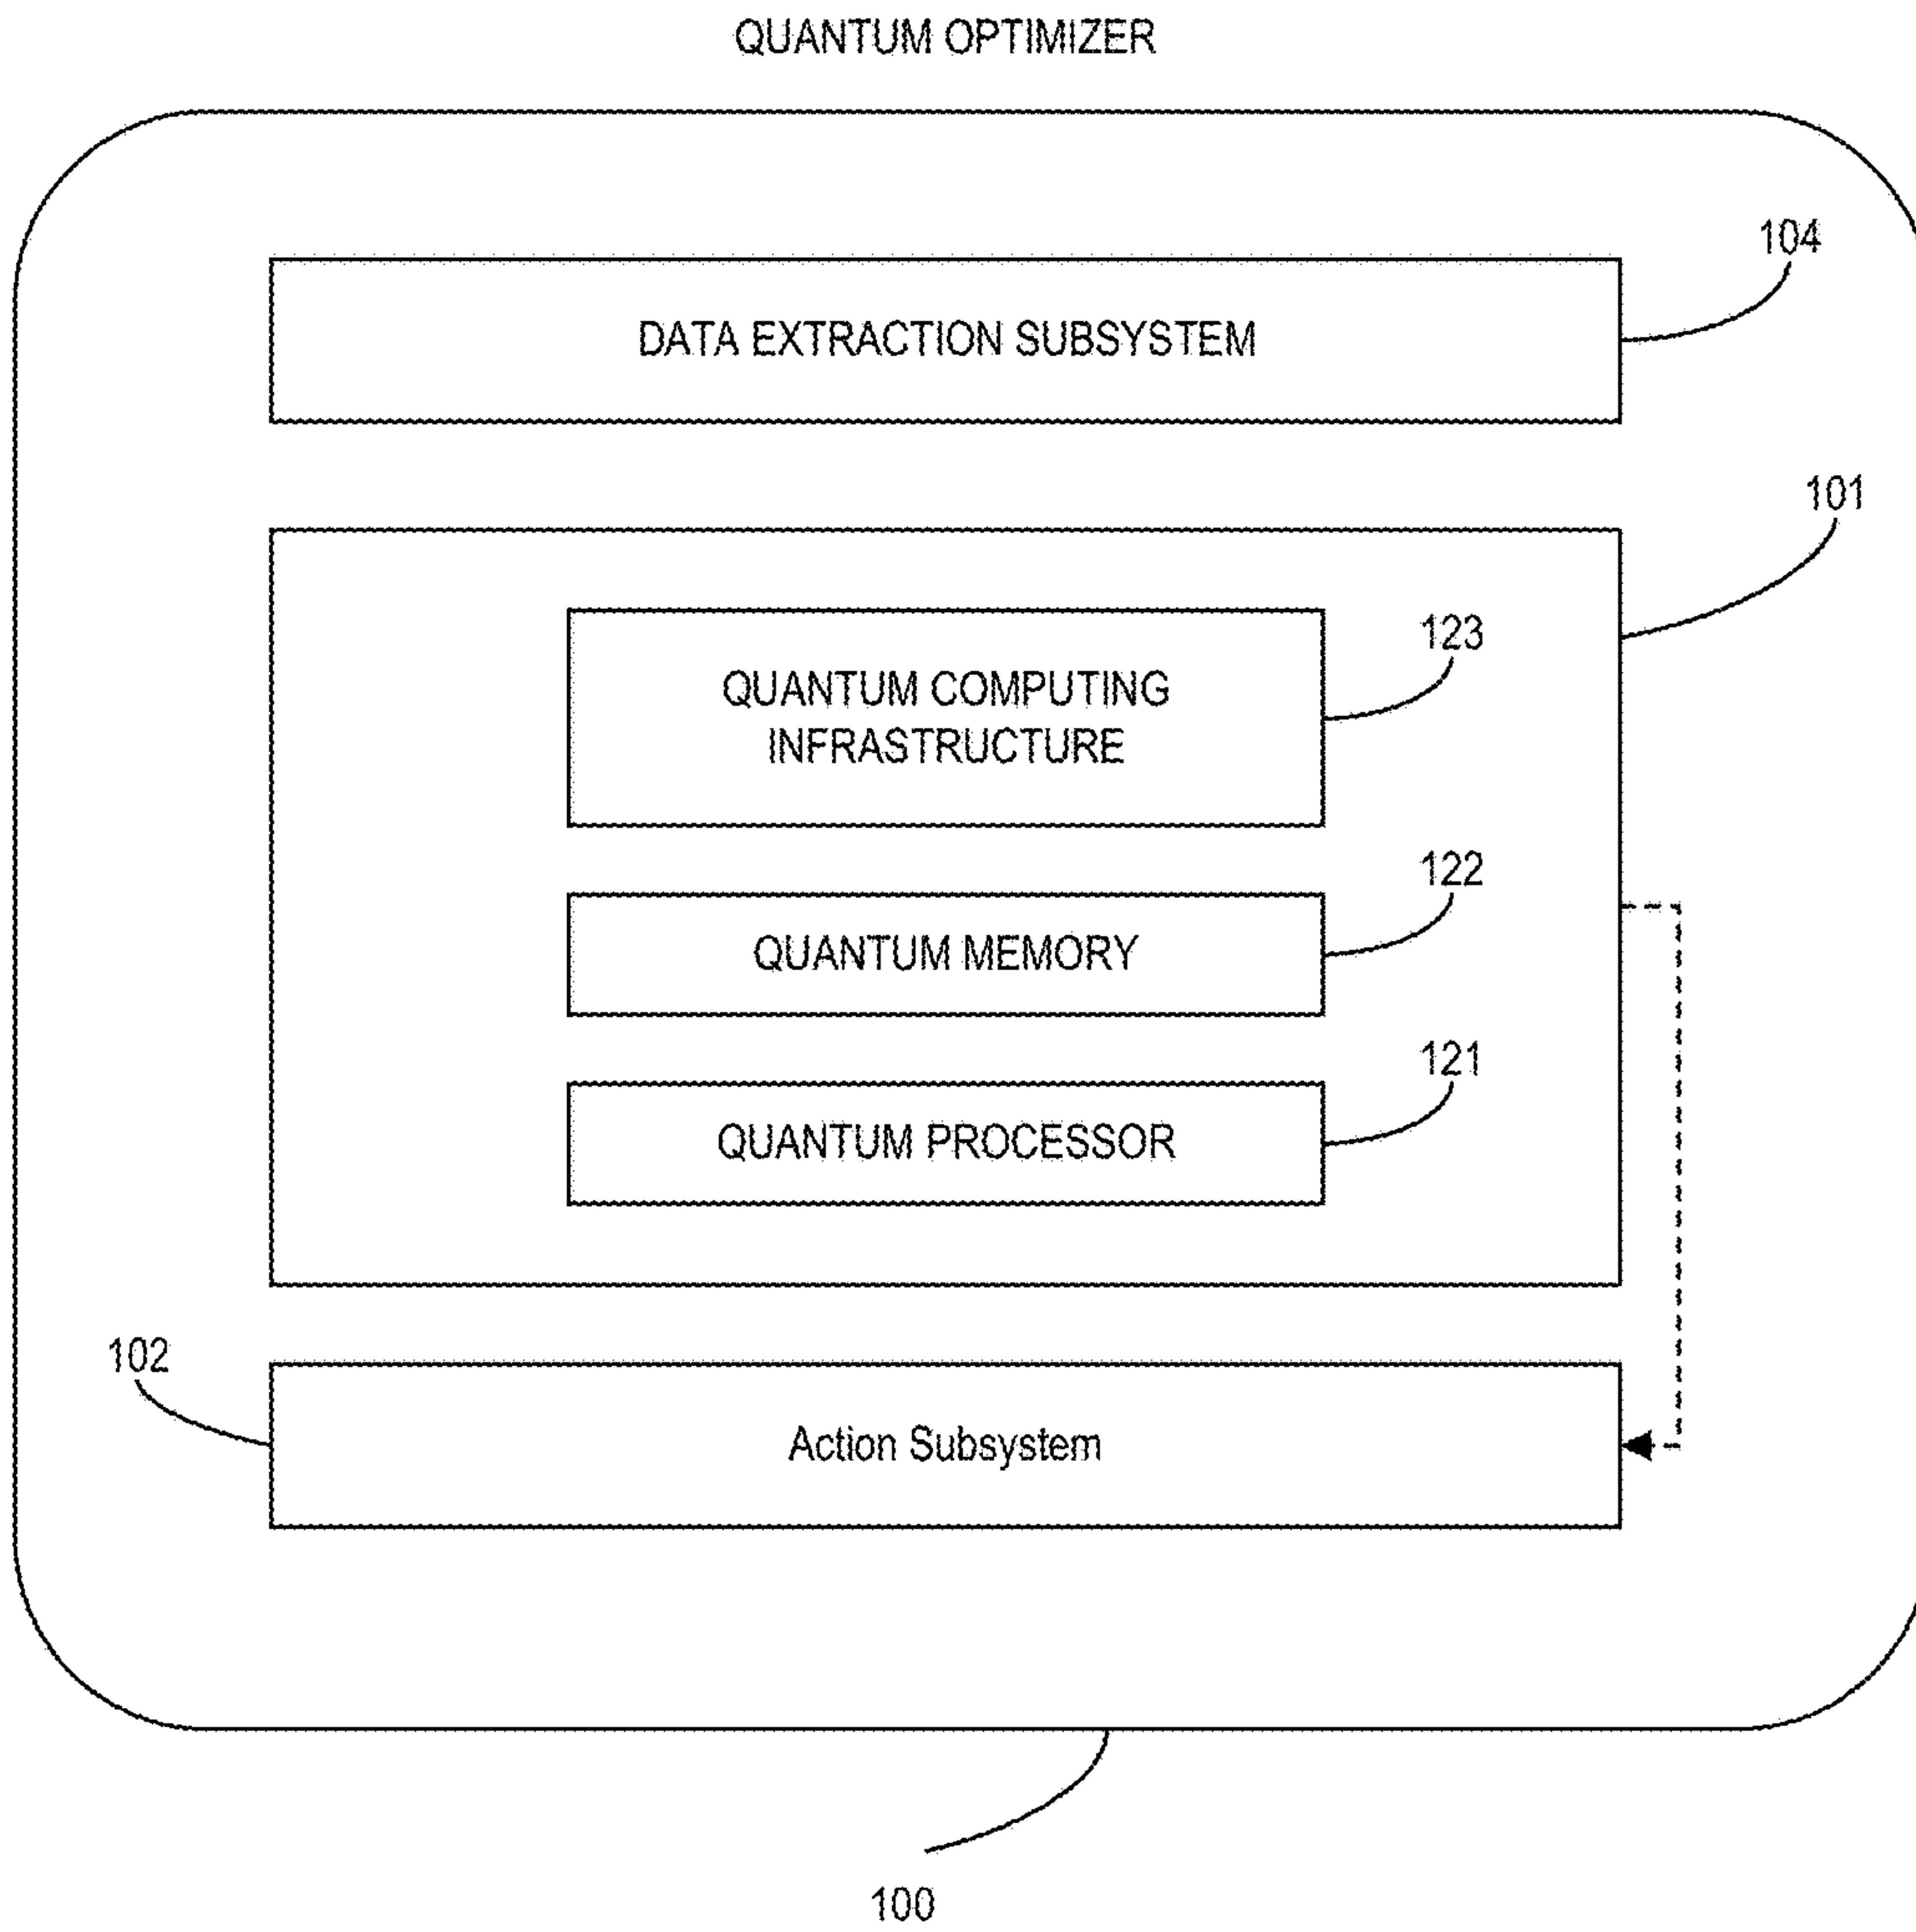 QUANTUM OPTIMIZER
104
DATA EXTRACTION SUBSYSTEM
101
123
QUANTUM COMPUTING
INFRASTRUCTURE
122
QUANTUM MEMORY
121
QUANTUM PROCESSOR
102
Action Subsystem
100